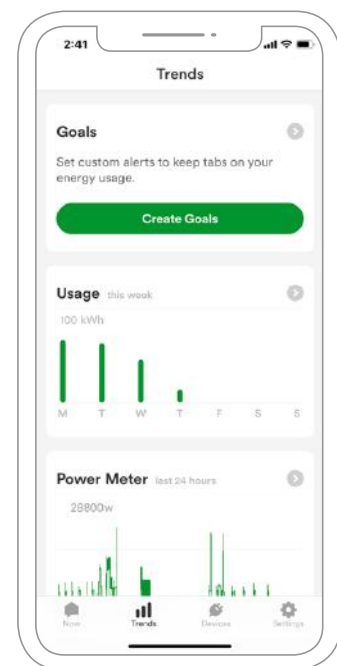 2:41
Trends
Goals
Set custom alerts to keep tabs on your
energy usage.
Create Goals
Usage this week
100 kWh
M T W T F S S
Power Meter last 24 hours
28800w
Now Trends Devices Settings